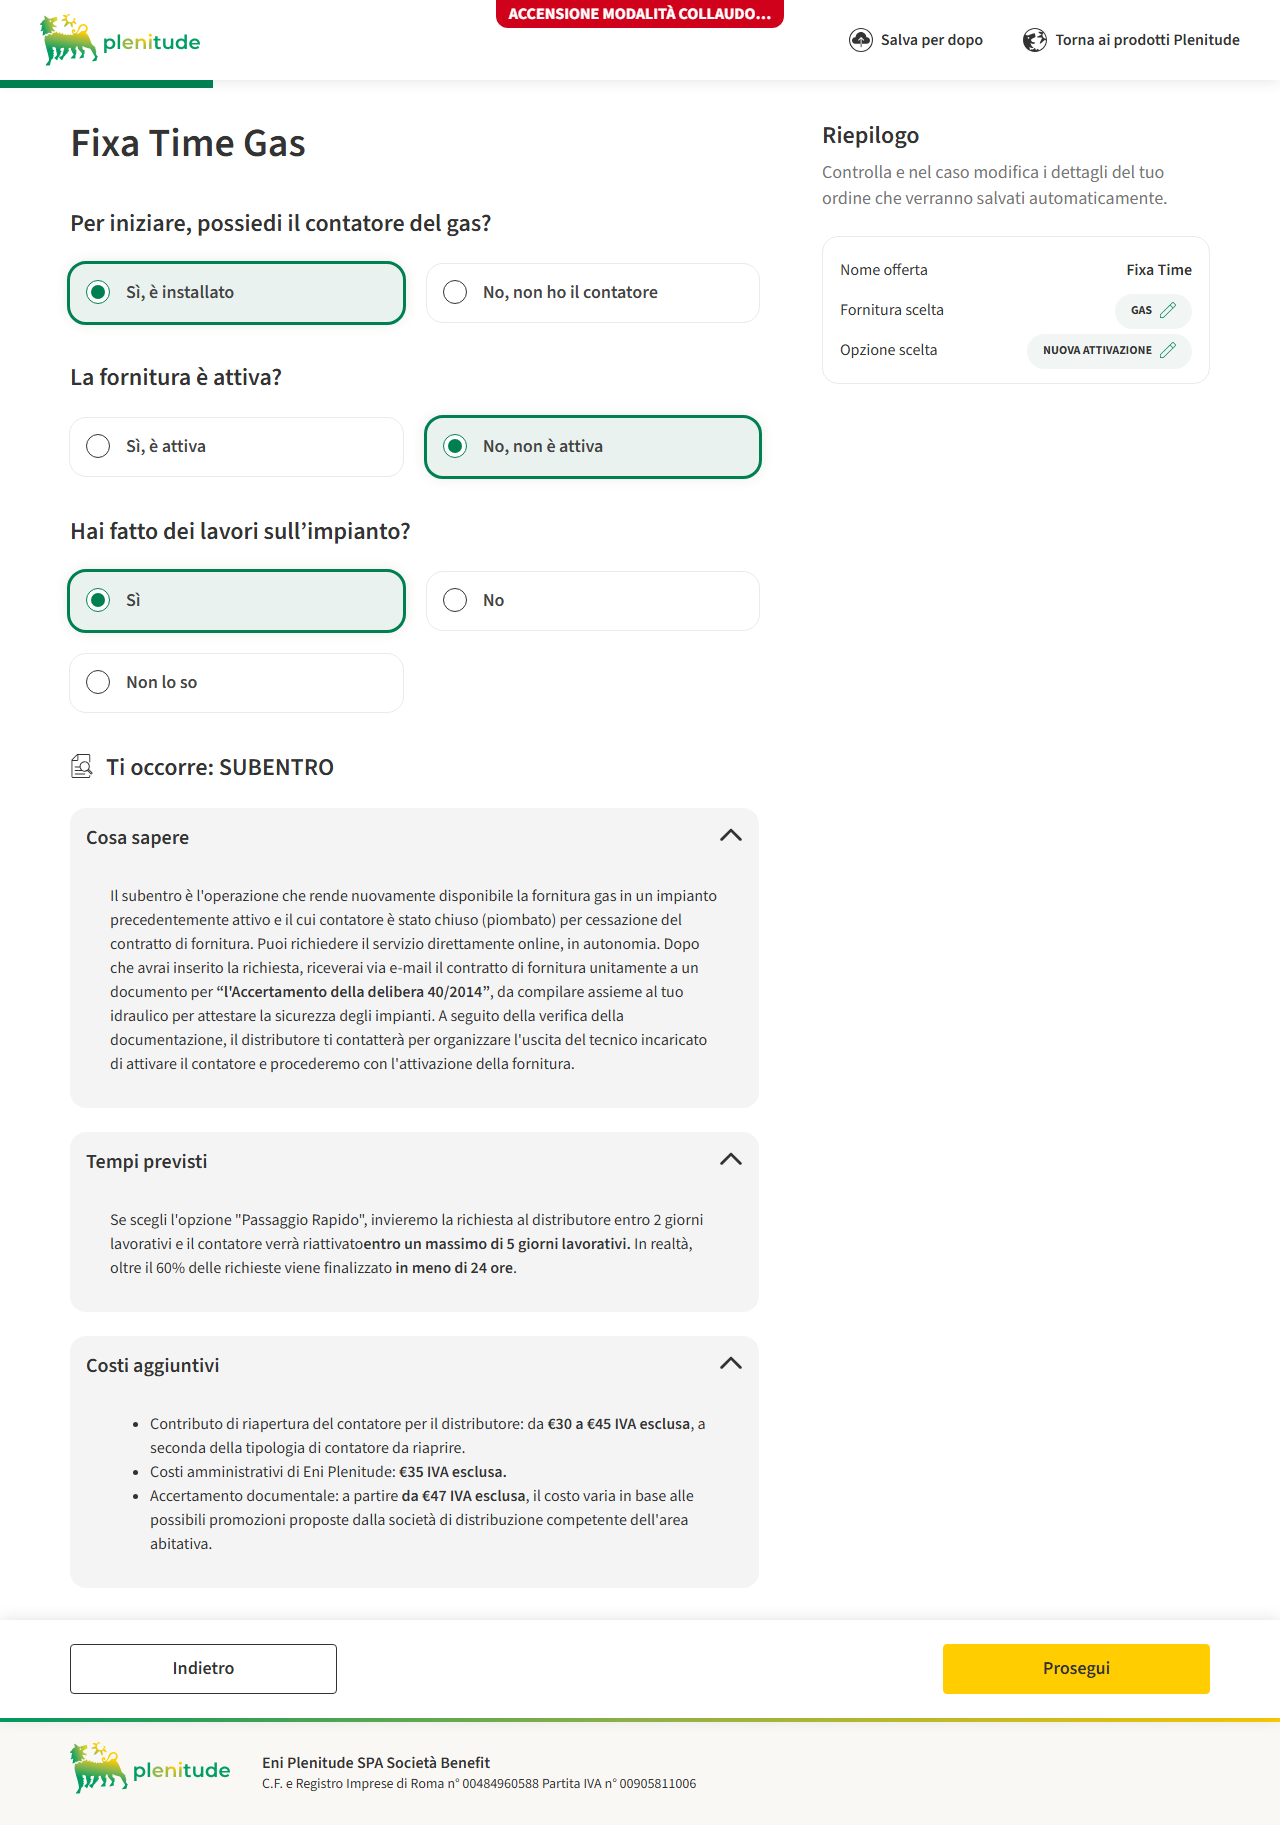 ACCENSIONE MODALITÀ COLLAUDO...
plenitude
Salva per dopo
Torna ai prodotti Plenitude
Fixa Time Gas
Per iniziare, possiedi il contatore del gas?
Sì, è installato
No, non ho il contatore
La fornitura è attiva?
Sì, è attiva
No, non è attiva
Hai fatto dei lavori sull’impianto?
Sì
No
Non lo so
Ti occorre: SUBENTRO
Cosa sapere
Il subentro è l'operazione che rende nuovamente disponibile la fornitura gas in un impianto
precedentemente attivo e il cui contatore è stato chiuso (piombato) per cessazione del
contratto di fornitura. Puoi richiedere il servizio direttamente online, in autonomia. Dopo
che avrai inserito la richiesta, riceverai via e-mail il contratto di fornitura unitamente a un
documento per “l'Accertamento della delibera 40/2014”, da compilare assieme al tuo
idraulico per attestare la sicurezza degli impianti. A seguito della verifica della
documentazione, il distributore ti contatterà per organizzare l'uscita del tecnico incaricato
di attivare il contatore e procederemo con l'attivazione della fornitura.
Tempi previsti
Se scegli l'opzione "Passaggio Rapido", invieremo la richiesta al distributore entro 2 giorni
lavorativi e il contatore verrà riattivatoentro un massimo di 5 giorni lavorativi. In realtà,
oltre il 60% delle richieste viene finalizzato in meno di 24 ore.
Costi aggiuntivi
• Contributo di riapertura del contatore per il distributore: da €30 a €45 IVA esclusa, a
seconda della tipologia di contatore da riaprire.
• Costi amministrativi di Eni Plenitude: €35 IVA esclusa.
• Accertamento documentale: a partire da €47 IVA esclusa, il costo varia in base alle
possibili promozioni proposte dalla società di distribuzione competente dell'area
abitativa.
Riepilogo
Controlla e nel caso modifica i dettagli del tuo
ordine che verranno salvati automaticamente.
Nome offerta
Fixa Time
Fornitura scelta
GAS
Opzione scelta
NUOVA ATTIVAZIONE
Indietro
Prosegui
plenitude
Eni Plenitude SPA Società Benefit
C.F. e Registro Imprese di Roma n° 00484960588 Partita IVA n° 00905811006